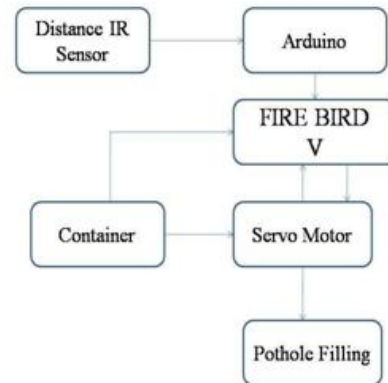 Distance IR
Sensor
Arduino
FIRE BIRD
V
Container
Servo Motor
Pothole Filling